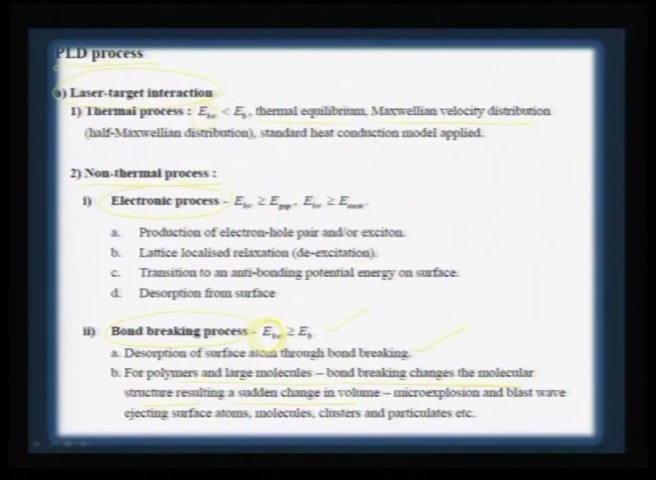 PLD process
a) Laser-target interaction
1) Thermal process : E_hν < E_b, thermal equilibrium, Maxwellian velocity distribution
(half-Maxwellian distribution), standard heat conduction model applied.
2) Non-thermal process :
i) Electronic process - E_hν ≥ E_gap, E_hν ≥ 
a. Production of electron-hole pair and/or exciton.
b. Lattice localised relaxation (de-excitation).
c. Transition to an anti-bonding potential energy on surface.
d. Desorption from surface
ii) Bond breaking process - E_hν ≥ E_b
a. Desorption of surface atom through bond breaking.
b. For polymers and large molecules – bond breaking changes the molecular
structure resulting a sudden change in volume – microexplosion and blast wave
ejecting surface atoms, molecules, clusters and particulates etc.